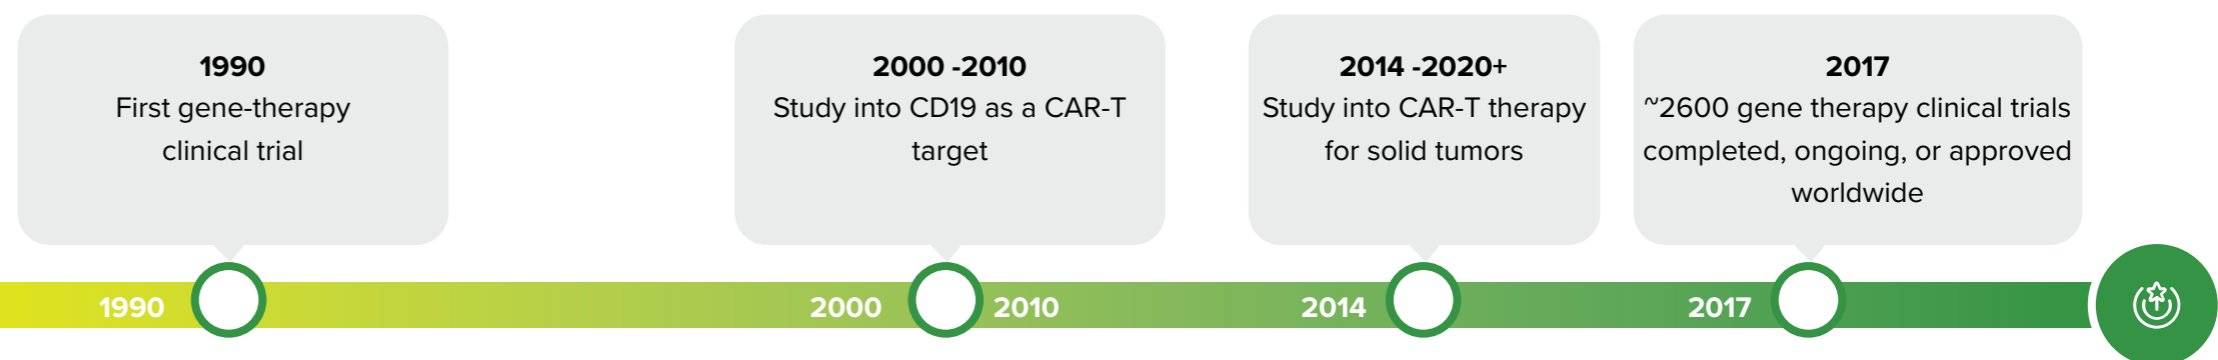 1990
First gene-therapy
clinical trial
2000 -2010
Study into CD19 as a CAR-T
target
2014 -2020+
Study into CAR-T therapy
for solid tumors
2017
~2600 gene therapy clinical trials
completed, ongoing, or approved
worldwide
1990
2000
2010
2014
2017